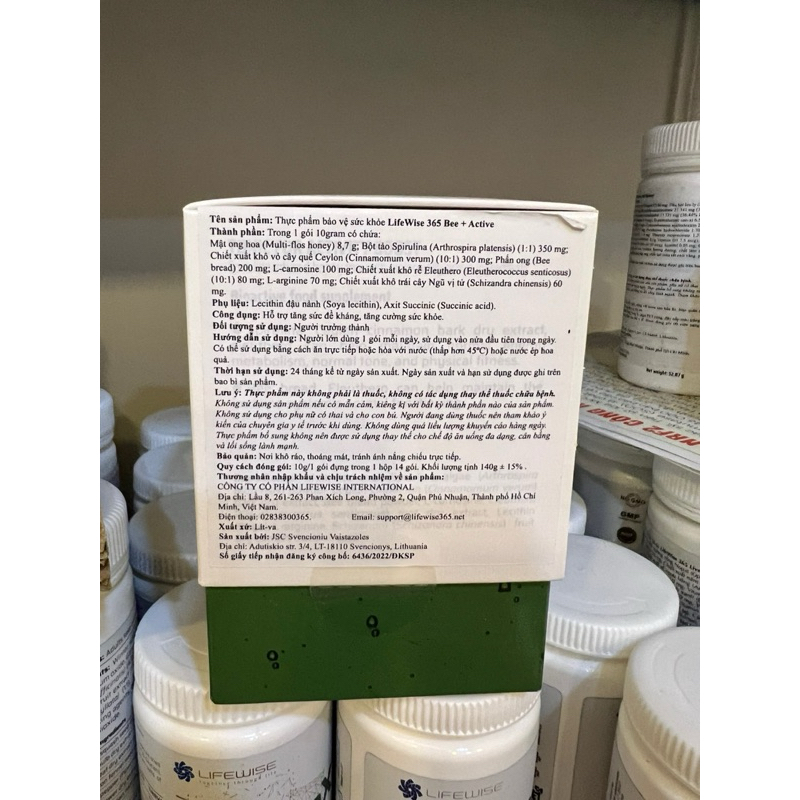 Tên sản phẩm: Thực phẩm bảo vệ sức khỏe LifeWise 365 Bee + Active
Thành phần: Trong 1 gói 10gram có chứa:
Mật ong hoa (Multi-flos honey) 8,7 g; Bột tảo Spirulina (Arthrospira platensis) (1:1) 350 mg;
Chiết xuất khô vỏ cây quế Ceylon (Cinnamomum verum) (10:1) 300 mg; Phấn ong (Bee
bread) 200 mg; L-carnosine 100 mg; Chiết xuất khô rễ Eleuthero (Eleutherococcus senticosus)
(10:1) 80 mg; L-arginine 70 mg; Chiết xuất khô trái cây Ngũ vị tử (Schizandra chinensis) 60
mg.
Phụ liệu: Lecithin đậu nành (Soya lecithin), Axit Succinic (Succinic acid).
Công dụng: Hỗ trợ tăng sức đề kháng, tăng cường sức khỏe.
Đối tượng sử dụng: Người trưởng thành
Hướng dẫn sử dụng: Người lớn dùng 1 gói mỗi ngày, sử dụng vào nửa đầu tiên trong ngày.
Có thể sử dụng bằng cách ăn trực tiếp hoặc hòa với nước (thấp hơn 45°C) hoặc nước ép hoa
quả.
Thời hạn sử dụng: 24 tháng kể từ ngày sản xuất. Ngày sản xuất và hạn sử dụng được ghi trên
bao bì sản phẩm.
Lưu ý: Thực phẩm này không phải là thuốc, không có tác dụng thay thế thuốc chữa bệnh.
Không sử dụng sản phẩm nếu có mẫn cảm, kiêng kị với bất kỳ thành phần nào của sản phẩm.
Không sử dụng cho phụ nữ có thai và cho con bú. Người đang dùng thuốc nên tham khảo ý
kiến của chuyên gia y tế trước khi dùng. Không dùng quá liều lượng khuyến cáo hàng ngày.
Thực phẩm bổ sung không nên được sử dụng thay thế cho chế độ ăn uống đa dạng, cân bằng
và lối sống lành mạnh.
Bảo quản: Nơi khô ráo, thoáng mát, tránh ánh nắng chiếu trực tiếp.
Quy cách đóng gói: 10g/1 gói đựng trong 1 hộp 14 gói. Khối lượng tịnh 140g ± 15% .
Thương nhân nhập khẩu và chịu trách nhiệm về sản phẩm:
CÔNG TY CỔ PHẦN LIFEWISE INTERNATIONAL
Địa chỉ: Lầu 8, 261-263 Phan Xích Long, Phường 2, Quận Phú Nhuận, Thành phố Hồ Chí
Minh, Việt Nam.
Điện thoại: 02838300365. Email: support@lifewise365.net
Xuất xứ: Lít-va
Sản xuất bởi: JSC Svencioniu Vaistazoles
Địa chỉ: Adutiskio str. 3/4, LT-18110 Svencionys, Lithuania
Số giấy tiếp nhận đăng ký công bố: 6436/2022/ĐKSP
LIFEWISE
LIFEWISE
GMP